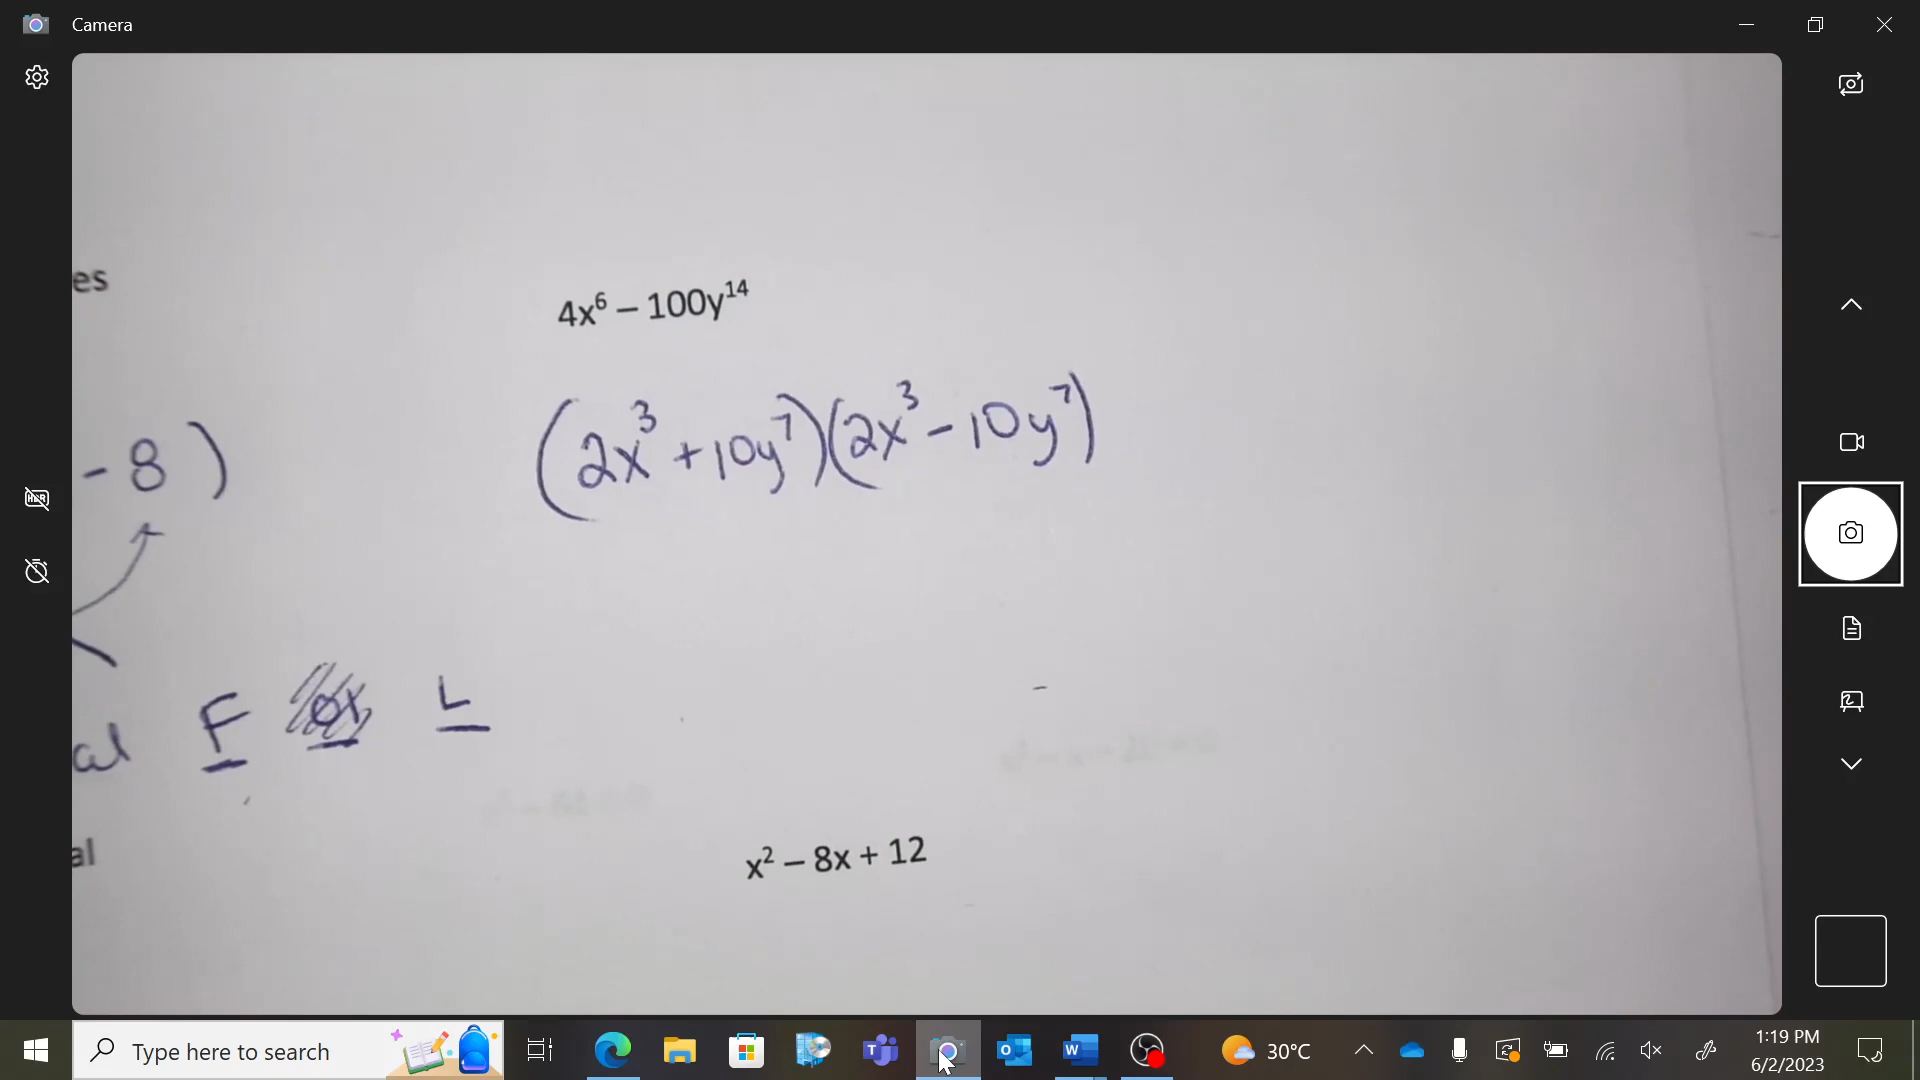 Camera
es
4x⁶ – 100y¹⁴
- 8 )
(2x³ + 10y⁷)(2x³ - 10y⁷)
al F L
al
x² – 8x + 12
Type here to search
30°C
1:19 PM
6/2/2023